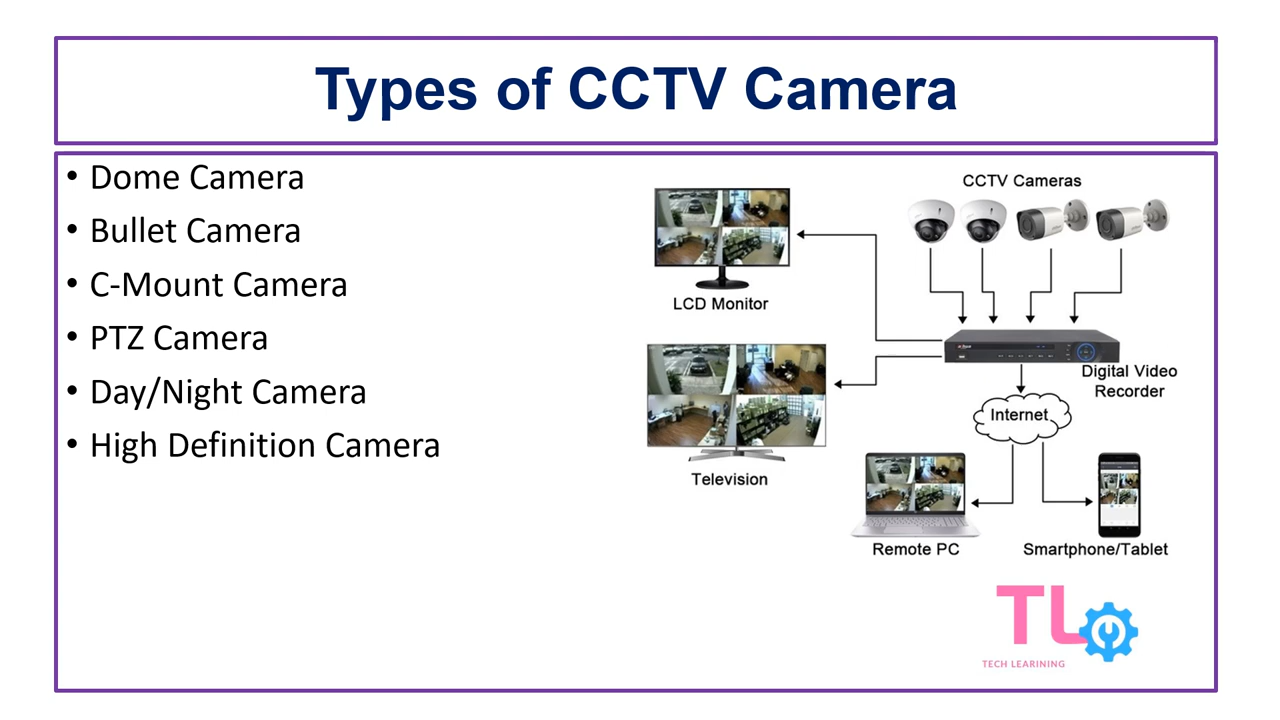 Types of CCTV Camera
• Dome Camera
• Bullet Camera
• C-Mount Camera
• PTZ Camera
• Day/Night Camera
• High Definition Camera
CCTV Cameras
LCD Monitor
Digital Video
Recorder
Internet
Television
Remote PC
Smartphone/Tablet
TL
TECH LEARINING